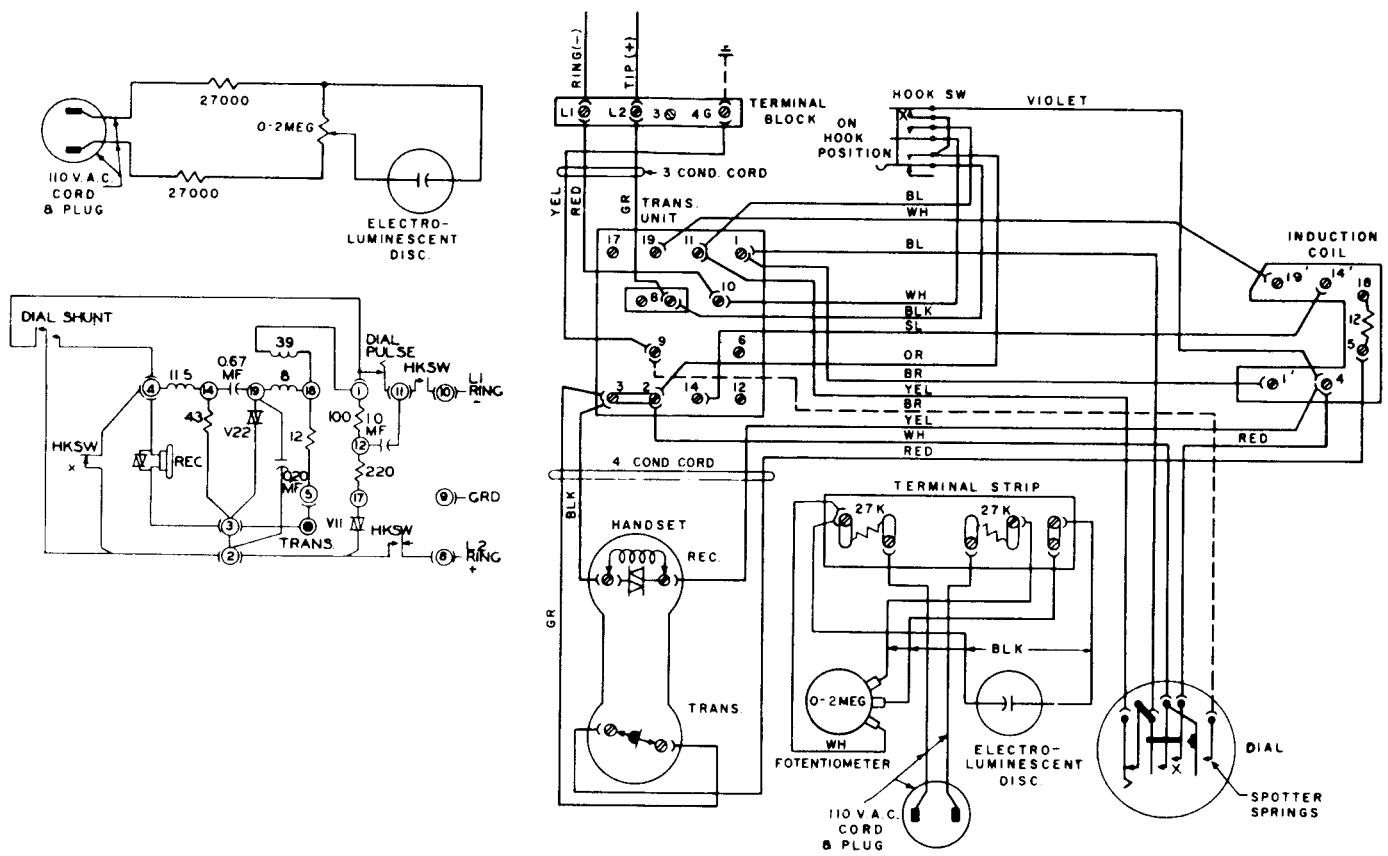 27000
0-2MEG
110 V.A.C.
CORD
& PLUG
27000
ELECTRO-
LUMINESCENT
DISC.
DIAL SHUNT
39
DIAL
PULSE
HKSW
L1
RING
-
4
11.5
14
0.67
MF
19
8
18
1
11
10
43
V22
12
100
1.0
MF
12
HKSW
X
REC
0.20
MF
5
220
17
9
GRD
3
TRANS.
V11
HKSW
2
8
L2
RING
+
RING(-)
TIP(+)
L1
L2
3
4 G
TERMINAL
BLOCK
HOOK SW
VIOLET
X
ON
HOOK
POSITION
3 COND. CORD
YEL
RED
GR
TRANS.
UNIT
BL
WH
BL
17
19
11
1
8
10
WH
BLK
SL
9
6
OR
BR
YEL
BR
YEL
WH
RED
RED
3
2
14
12
INDUCTION
COIL
19'
14'
18
12
5
1'
4
4 COND CORD
BLK
GR
HANDSET
REC.
TRANS.
TERMINAL STRIP
27K
27K
BLK
0-2MEG
WH
FOTENTIOMETER
ELECTRO-
LUMINESCENT
DISC.
110 V.A.C.
CORD
& PLUG
X
DIAL
SPOTTER
SPRINGS